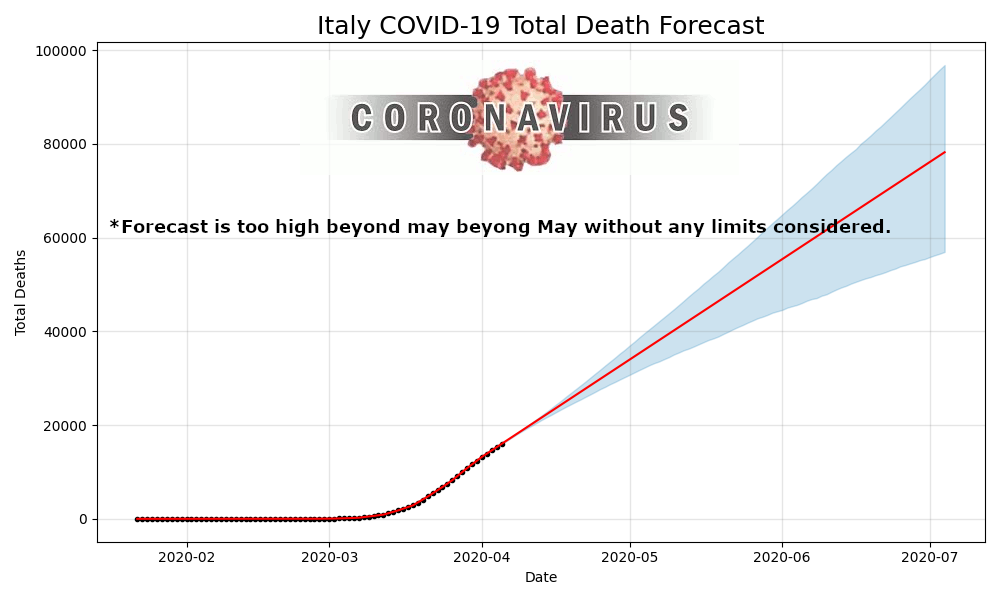 Italy COVID-19 Total Death Forecast
100000
CORONAVIRUS
80000
*Forecast is too high beyond may beyong May without any limits considered.
60000
Total Deaths
40000
20000
0
2020-02 2020-03 2020-04 2020-05 2020-06 2020-07
Date